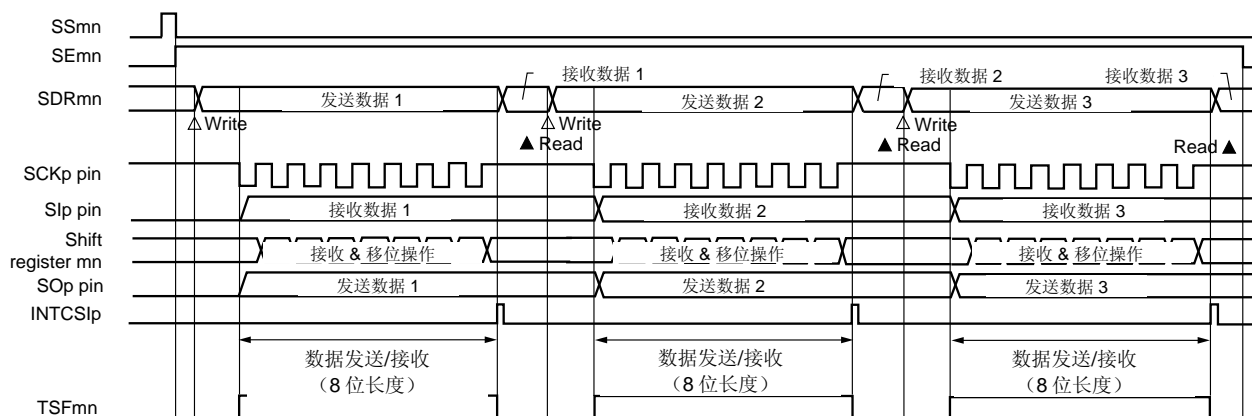 SSmn
SEmn
接收数据 1
接收数据 2
接收数据 3
SDRmn
发送数据 1
发送数据 2
发送数据 3
△Write
△Write
△Write
▲ Read
▲ Read
Read ▲
SCKp pin
SIp pin
接收数据 1
接收数据 2
接收数据 3
Shift
register mn
接收 & 移位操作
接收 & 移位操作
接收 & 移位操作
SOp pin
发送数据 1
发送数据 2
发送数据 3
INTCSIp
数据发送/接收
(8 位长度)
数据发送/接收
(8 位长度)
数据发送/接收
(8 位长度)
TSFmn